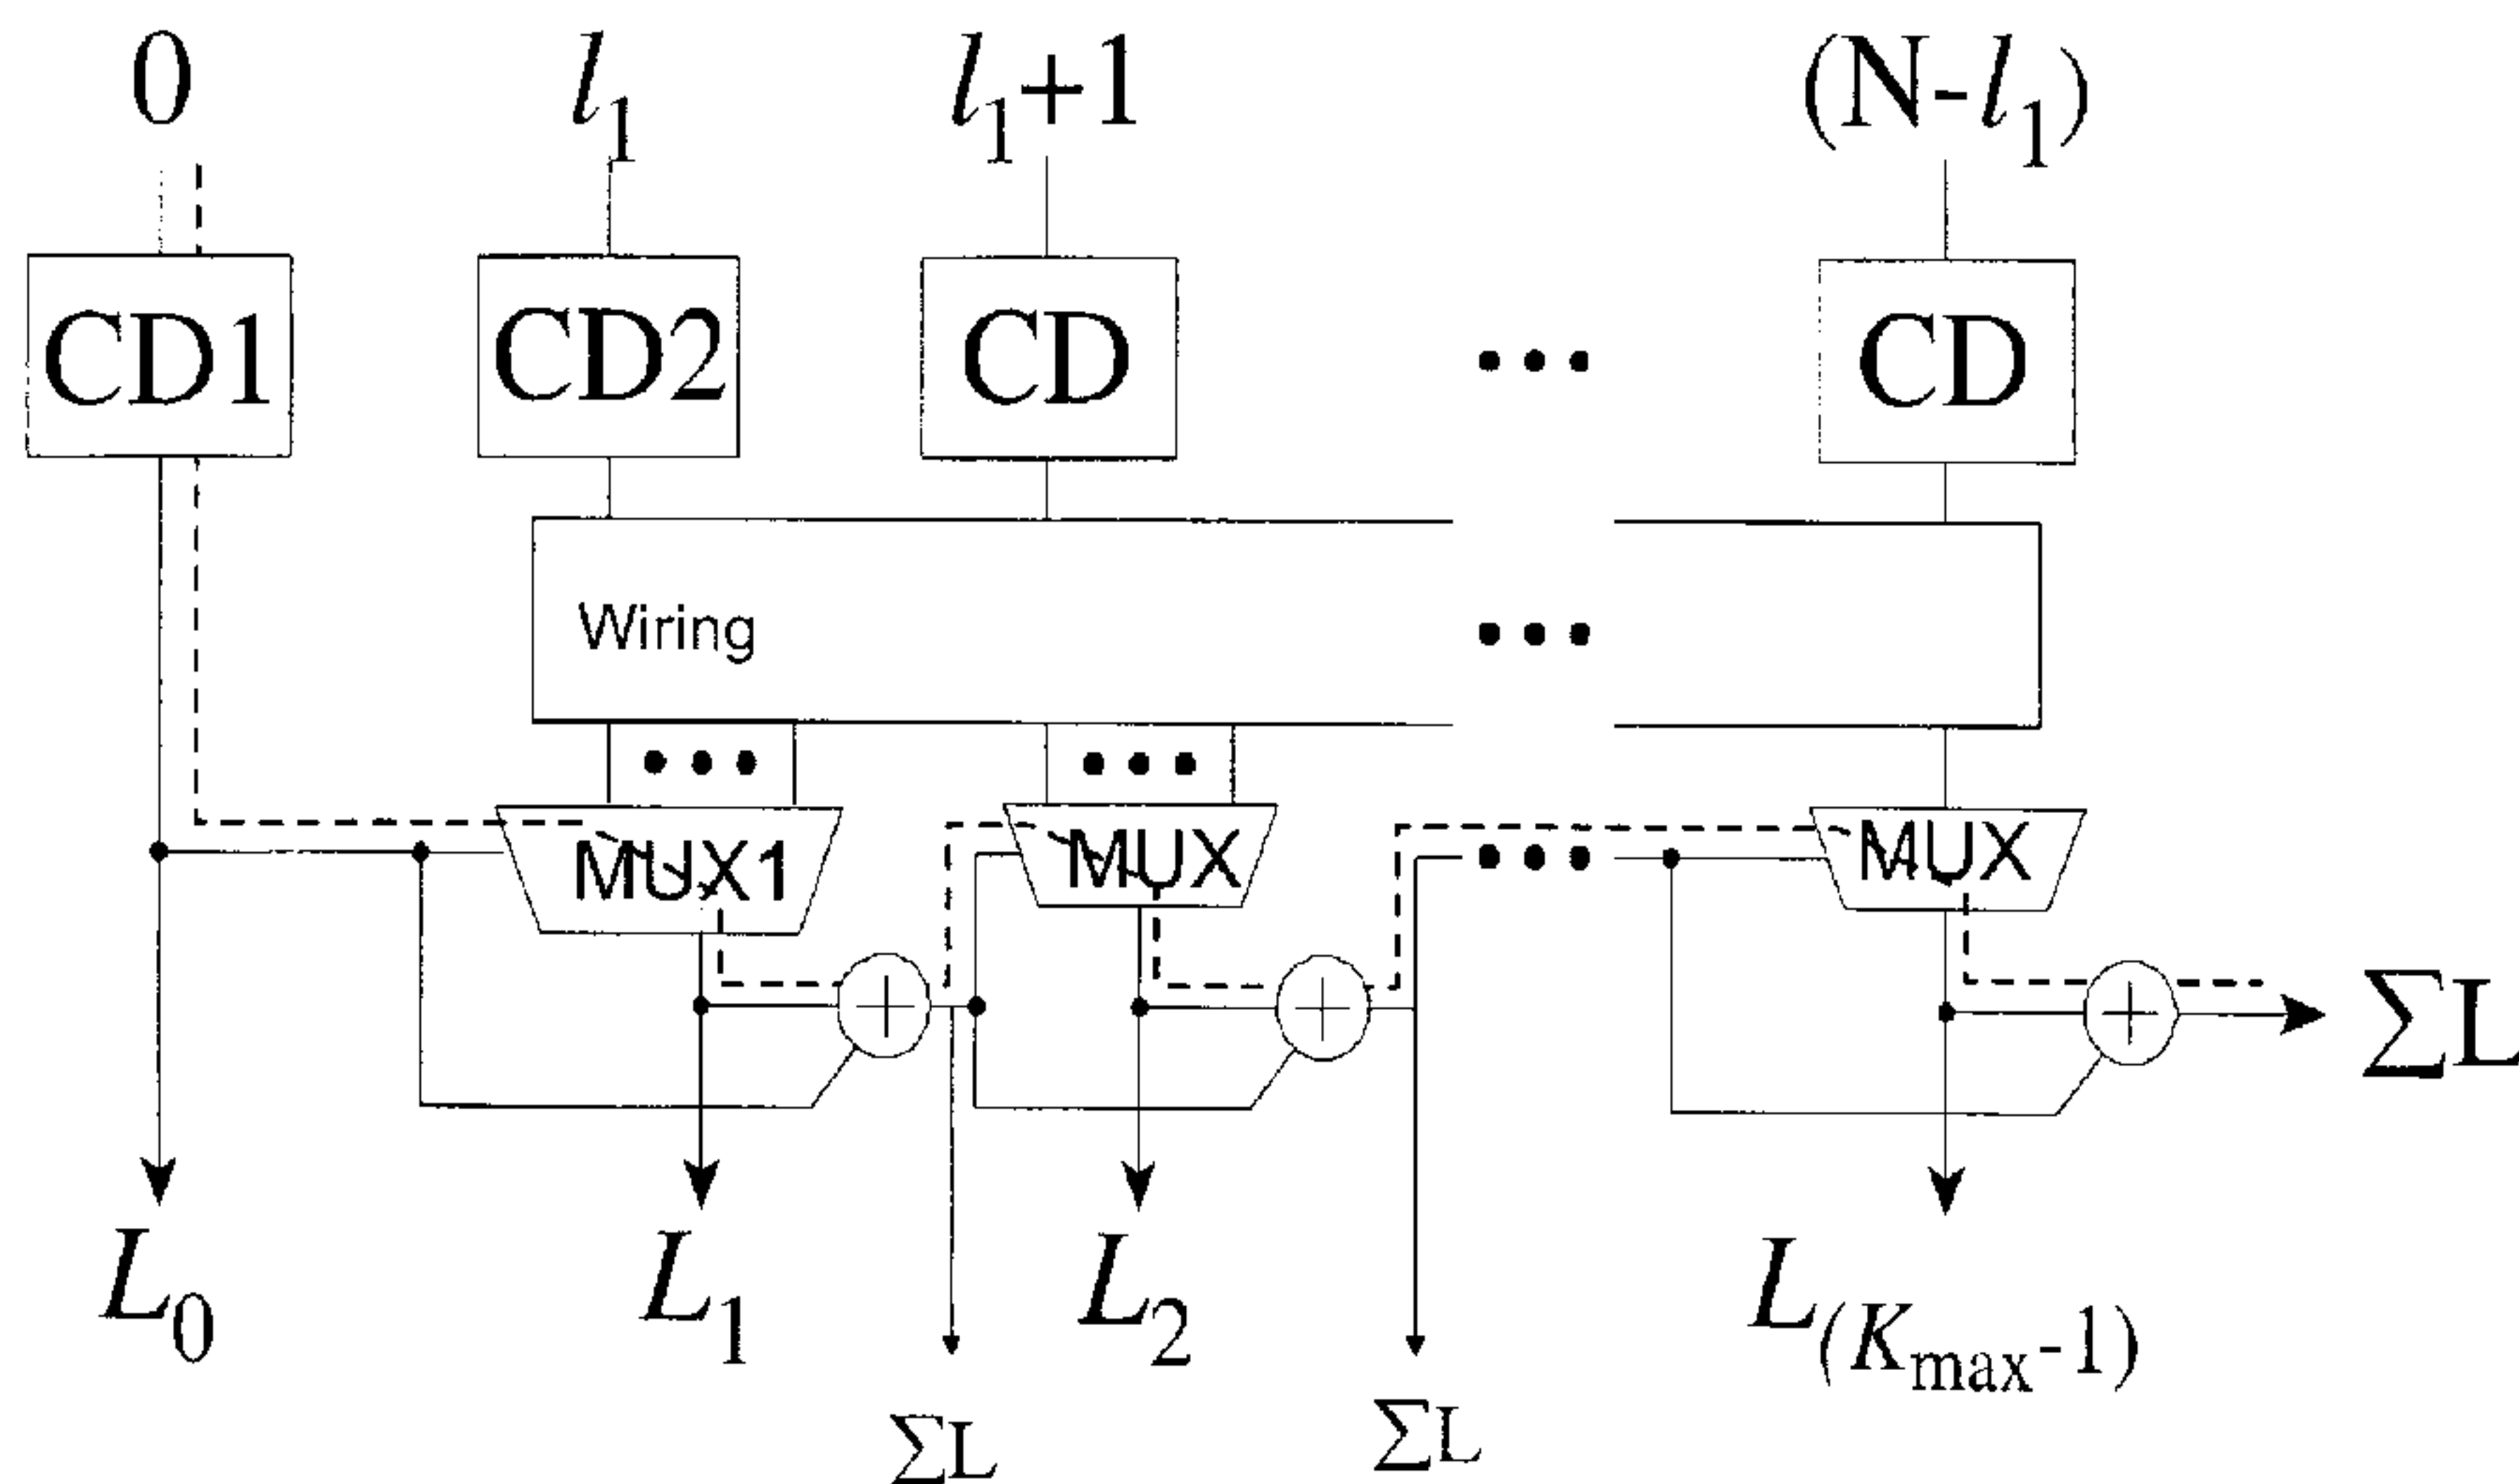 0 l1 l1+1 (N-l1)
CD1 CD2 CD ••• CD
Wiring •••
••• •••
MUX1 MUX ••• MUX
+ + + ΣL
L0 L1 L2 L(Kmax-1)
ΣL ΣL